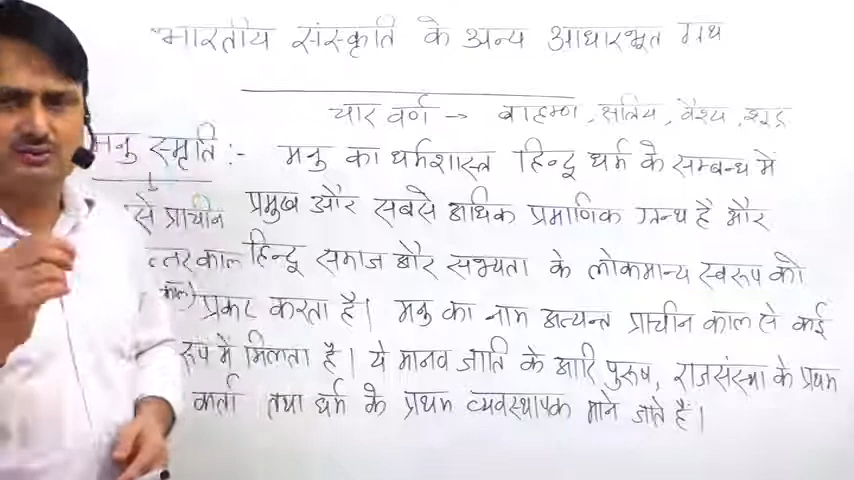 भारतीय संस्कृति के अन्य आधारभूत ग्रंथ
चार वर्ण → ब्राह्मण, क्षत्रिय, वैश्य, शूद्र
मनु स्मृति :- मनु का धर्मशास्त्र हिन्दू धर्म के सम्बन्ध में
से प्राचीन प्रमुख और सबसे अधिक प्रमाणिक ग्रन्थ है और
काल हिन्दू समाज और सभ्यता के लोकमान्य स्वरूप को
काल) प्रकट करता है। मनु का नाम अत्यन्त प्राचीन काल से कई
रूप में मिलता है। ये मानव जाति के आदि पुरुष, राजसंस्था के प्रथम
कर्ता तथा धर्म के प्रथम व्यवस्थापक माने जाते है।